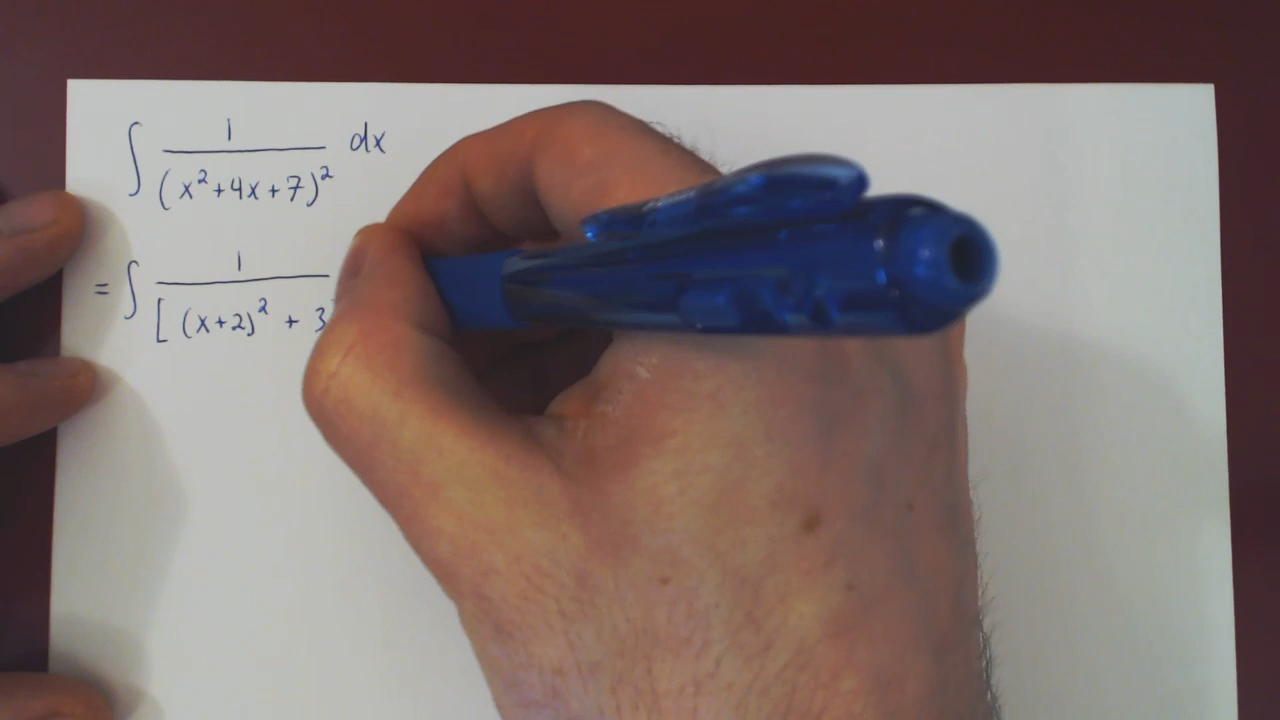 ∫ 1/(x²+4x+7)² dx
= ∫ 1/[(x+2)² + 3